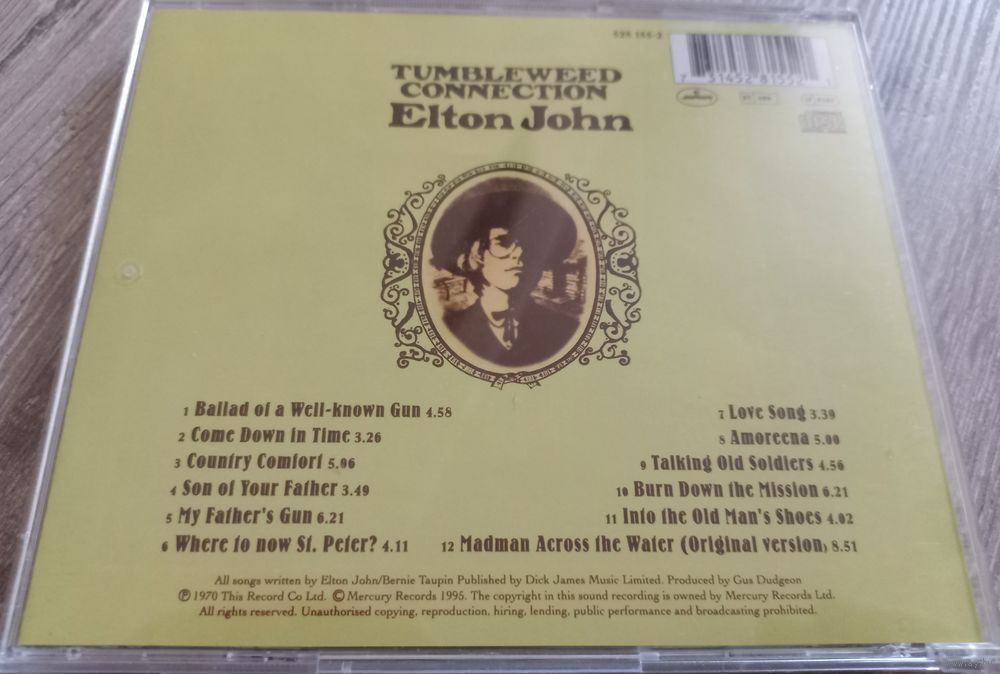 528 155-2
TUMBLEWEED
CONNECTION
Elton John
1 Ballad of a Well-known Gun 4.58
2 Come Down in Time 3.26
3 Country Comfort 5.06
4 Son of Your Father 3.49
5 My Father's Gun 6.21
6 Where to now St. Peter? 4.11
7 Love Song 3.39
8 Amoreena 5.00
9 Talking Old Soldiers 4.56
10 Burn Down the Mission 6.21
11 Into the Old Man's Shoes 4.02
12 Madman Across the Water (Original version) 8.51
All songs written by Elton John/Bernie Taupin Published by Dick James Music Limited. Produced by Gus Dudgeon
℗ 1970 This Record Co Ltd. © Mercury Records 1995. The copyright in this sound recording is owned by Mercury Records Ltd.
All rights reserved. Unauthorised copying, reproduction, hiring, lending, public performance and broadcasting prohibited.